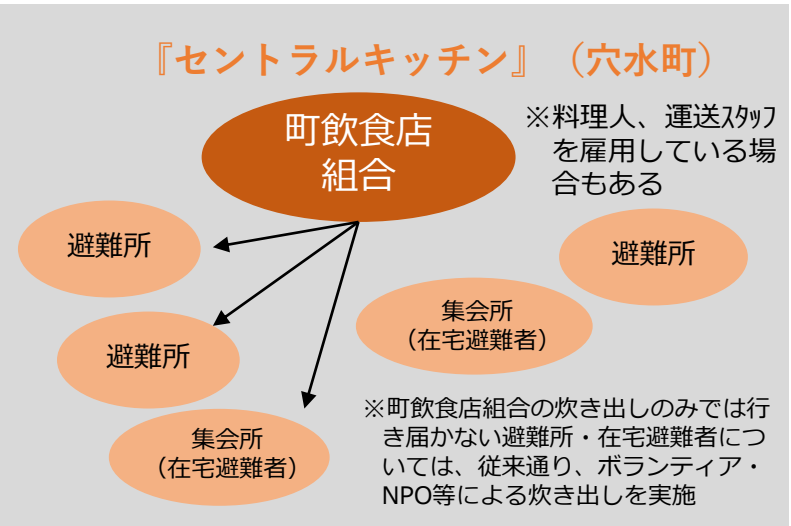 『セントラルキッチン』（穴水町）
町飲食店
組合
※料理人、運送ｽﾀｯﾌ
を雇用している場
合もある
避難所
避難所
集会所
（在宅避難者）
避難所
集会所
（在宅避難者）
※町飲食店組合の炊き出しのみでは行
き届かない避難所・在宅避難者につ
いては、従来通り、ボランティア・
NPO等による炊き出しを実施